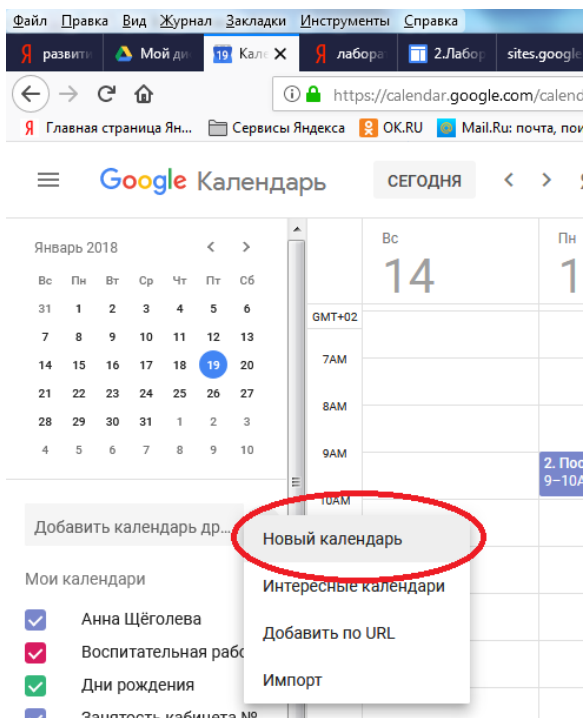 Файл Правка Вид Журнал Закладки Инструменты Справка
Я развити Мой ди 19 Кале Я лабора 2.Лабор sites.google
https://calendar.google.com/calend
Я Главная страница Ян... Сервисы Яндекса OK.RU Mail.Ru: почта, пои
Google Календарь СЕГОДНЯ
Январь 2018
Вс Пн Вт Ср Чт Пт Сб
31 1 2 3 4 5 6
7 8 9 10 11 12 13
14 15 16 17 18 19 20
21 22 23 24 25 26 27
28 29 30 31 1 2 3
4 5 6 7 8 9 10
Вс Пн
14 1
GMT+02
7AM
8AM
9AM
2. Пос
9–10A
10AM
Добавить календарь др...
Новый календарь
Интересные календари
Добавить по URL
Импорт
Мои календари
Анна Щёголева
Воспитательная рабо
Дни рождения
Занятость кабинета №